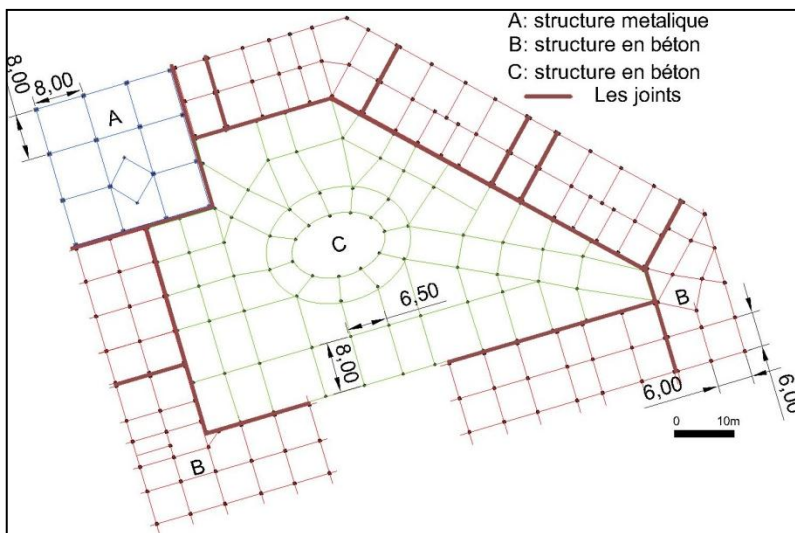 A: structure metalique
B: structure en béton
C: structure en béton
Les joints
8,00
8,00
A
C
6,50
8,00
B
6,00
6,00
B
0 10m